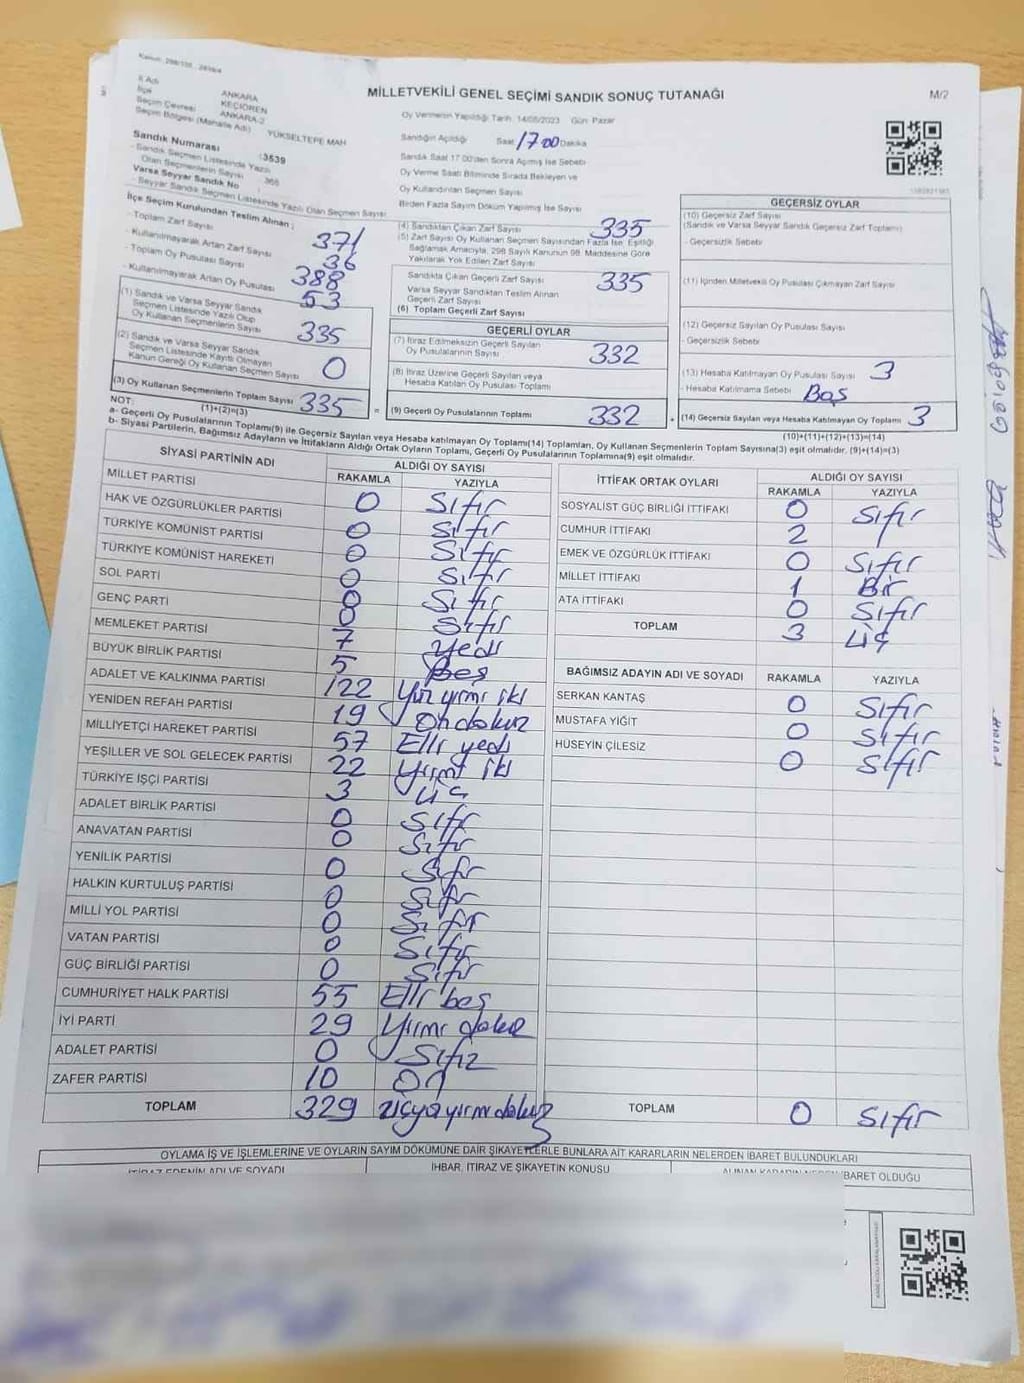 MİLLETVEKİLİ GENEL SEÇİMİ SANDIK SONUÇ TUTANAĞI
M/2
İl Adı ANKARA
İlçe KEÇİÖREN
Seçim Çevresi ANKARA-2
Seçim Bölgesi (Mahalle Adı) YÜKSELTEPE MAH
Sandık Numarası :3539
- Sandık Seçmen Listesinde Yazılı
Olan Seçmenlerin Sayısı
Varsa Seyyar Sandık No
- Seyyar Sandık Seçmen Listesinde Yazılı Olan Seçmen Sayısı
Oy Vermenin Yapıldığı Tarih: 14/05/2023 Gün: Pazar
Sandığın Açıldığı Saat 17 00 Dakika
Sandık Saat 17.00'den Sonra Açılmış İse Sebebi
Oy Verme Saati Bitiminde Sırada Bekleyen ve
Oy Kullandırılan Seçmen Sayısı
Birden Fazla Sayım Döküm Yapılmış İse Sayısı
İlçe Seçim Kurulundan Teslim Alınan ;
- Toplam Zarf Sayısı 371
- Kullanılmayarak Artan Zarf Sayısı 36
- Toplam Oy Pusulası Sayısı 388
- Kullanılmayarak Artan Oy Pusulası 53
(1) Sandık ve Varsa Seyyar Sandık
Seçmen Listesinde Yazılı Olup
Oy Kullanan Seçmenlerin Sayısı 335
(2) Sandık ve Varsa Seyyar Sandık
Seçmen Listesinde Kayıtlı Olmayan
Kanun Gereği Oy Kullanan Seçmen Sayısı 0
(3) Oy Kullanan Seçmenlerin Toplam Sayısı 335
(1)+(2)=(3)
(4) Sandıktan Çıkan Zarf Sayısı 335
(5) Zarf Sayısı Oy Kullanan Seçmen Sayısından Fazla İse, Eşitliği
Sağlamak Amacıyla, 298 Sayılı Kanunun 98. Maddesine Göre
Yakılarak Yok Edilen Zarf Sayısı
Sandıkta Çıkan Geçerli Zarf Sayısı 335
Varsa Seyyar Sandıktan Teslim Alınan
Geçerli Zarf Sayısı
(6) Toplam Geçerli Zarf Sayısı
GEÇERLİ OYLAR
(7) İtiraz Edilmeksizin Geçerli Sayılan
Oy Pusulalarının Sayısı 332
(8) İtiraz Üzerine Geçerli Sayılan veya
Hesaba Katılan Oy Pusulası Toplamı
= (9) Geçerli Oy Pusulalarının Toplamı 332
GEÇERSİZ OYLAR
(10) Geçersiz Zarf Sayısı
(Sandık ve Varsa Seyyar Sandık Geçersiz Zarf Toplamı)
- Geçersizlik Sebebi
(11) İçinden Milletvekili Oy Pusulası Çıkmayan Zarf Sayısı
(12) Geçersiz Sayılan Oy Pusulası Sayısı
- Geçersizlik Sebebi
(13) Hesaba Katılmayan Oy Pusulası Sayısı 3
- Hesaba Katılmama Sebebi Boş
+ (14) Geçersiz Sayılan veya Hesaba Katılmayan Oy Toplamı 3
(10)+(11)+(12)+(13)=(14)
NOT:
a- Geçerli Oy Pusulalarının Toplamı(9) ile Geçersiz Sayılan veya Hesaba Katılmayan Oy Toplamı(14) Toplamları, Oy Kullanan Seçmenlerin Toplam Sayısına(3) eşit olmalıdır. (9)+(14)=(3)
b- Siyasi Partilerin, Bağımsız Adayların ve İttifakların Aldığı Ortak Oyların Toplamı, Geçerli Oy Pusulalarının Toplamına(9) eşit olmalıdır.
SİYASİ PARTİNİN ADI ALDIĞI OY SAYISI
RAKAMLA YAZIYLA
MİLLET PARTİSİ 0 Sıfır
HAK VE ÖZGÜRLÜKLER PARTİSİ 0 Sıfır
TÜRKİYE KOMÜNİST PARTİSİ 0 Sıfır
TÜRKİYE KOMÜNİST HAREKETİ 0 Sıfır
SOL PARTİ 0 Sıfır
GENÇ PARTİ 0 Sıfır
MEMLEKET PARTİSİ 7 Yedi
BÜYÜK BİRLİK PARTİSİ 5 Beş
ADALET VE KALKINMA PARTİSİ 122 Yüz yirmi iki
YENİDEN REFAH PARTİSİ 19 On dokuz
MİLLİYETÇİ HAREKET PARTİSİ 57 Elli yedi
YEŞİLLER VE SOL GELECEK PARTİSİ 22 Yirmi iki
TÜRKİYE İŞÇİ PARTİSİ 3 Üç
ADALET BİRLİK PARTİSİ 0 Sıfır
ANAVATAN PARTİSİ 0 Sıfır
YENİLİK PARTİSİ 0 Sıfır
HALKIN KURTULUŞ PARTİSİ 0 Sıfır
MİLLİ YOL PARTİSİ 0 Sıfır
VATAN PARTİSİ 0 Sıfır
GÜÇ BİRLİĞİ PARTİSİ 0 Sıfır
CUMHURİYET HALK PARTİSİ 55 Elli beş
İYİ PARTİ 29 Yirmi dokuz
ADALET PARTİSİ 0 Sıfır
ZAFER PARTİSİ 10 On
TOPLAM 329 üçyüzyirmidokuz
İTTİFAK ORTAK OYLARI ALDIĞI OY SAYISI
RAKAMLA YAZIYLA
SOSYALİST GÜÇ BİRLİĞİ İTTİFAKI 0 Sıfır
CUMHUR İTTİFAKI 2
EMEK VE ÖZGÜRLÜK İTTİFAKI 0 Sıfır
MİLLET İTTİFAKI 1 Bir
ATA İTTİFAKI 0 Sıfır
TOPLAM 3 Üç
BAĞIMSIZ ADAYIN ADI VE SOYADI RAKAMLA YAZIYLA
SERKAN KANTAŞ 0 Sıfır
MUSTAFA YİĞİT 0 Sıfır
HÜSEYİN ÇİLESİZ 0 Sıfır
TOPLAM 0 Sıfır
OYLAMA İŞ VE İŞLEMLERİNE VE OYLARIN SAYIM DÖKÜMÜNE DAİR ŞİKAYETLERLE BUNLARA AİT KARARLARIN NELERDEN İBARET BULUNDUKLARI
İTİRAZ EDENİN ADI VE SOYADI İHBAR, İTİRAZ VE ŞİKAYETİN KONUSU ALINAN KARARIN NEDEN İBARET OLDUĞU